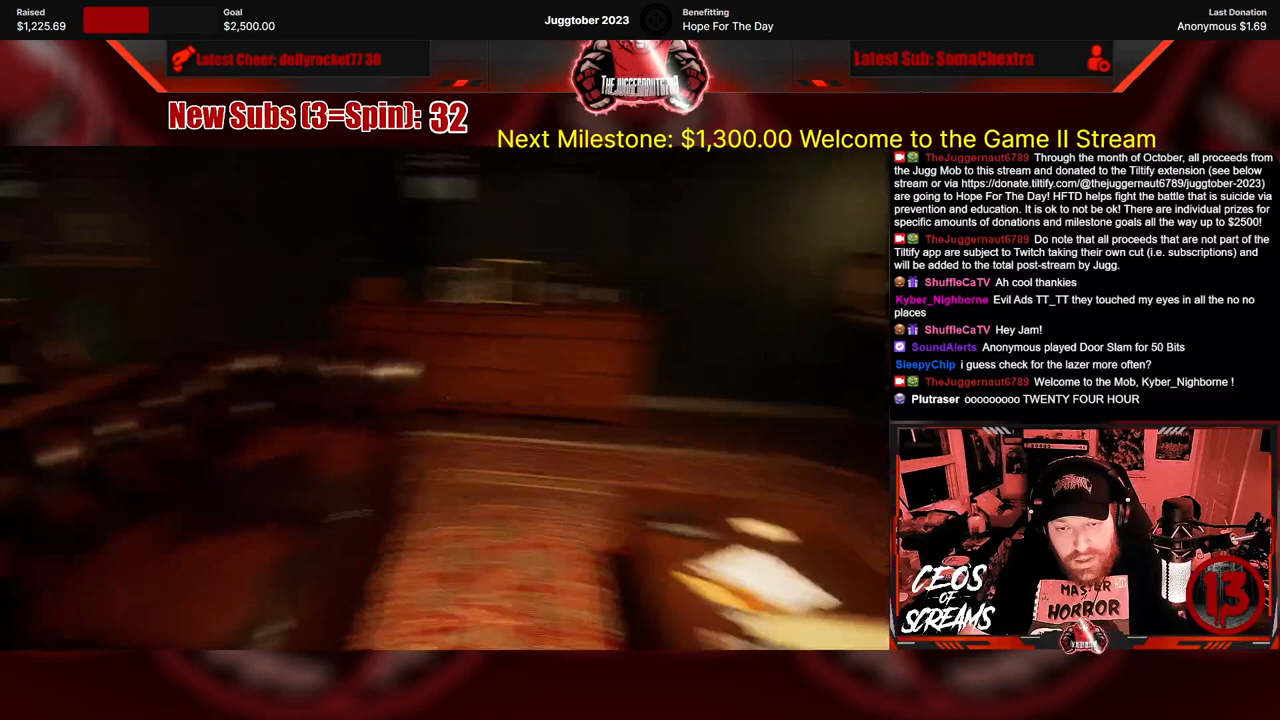 Raised
$1,225.69
Goal
$2,500.00
Juggtober 2023
Benefitting
Hope For The Day
Last Donation
Anonymous $1.69
Latest Cheer: dollyrocket77 30
THEJUGGERNAUT6789
Latest Sub: SomaChextra
New Subs (3=Spin): 32
Next Milestone: $1,300.00 Welcome to the Game II Stream
TheJuggernaut6789 Through the month of October, all proceeds from
the Jugg Mob to this stream and donated to the Tiltify extension (see below
stream or via https://donate.tiltify.com/@thejuggernaut6789/juggtober-2023)
are going to Hope For The Day! HFTD helps fight the battle that is suicide via
prevention and education. It is ok to not be ok! There are individual prizes for
specific amounts of donations and milestone goals all the way up to $2500!
TheJuggernaut6789 Do note that all proceeds that are not part of the
Tiltify app are subject to Twitch taking their own cut (i.e. subscriptions) and
will be added to the total post-stream by Jugg.
ShuffleCaTV Ah cool thankies
Kyber_Nighborne Evil Ads TT_TT they touched my eyes in all the no no
places
ShuffleCaTV Hey Jam!
SoundAlerts Anonymous played Door Slam for 50 Bits
SleepyChip i guess check for the lazer more often?
TheJuggernaut6789 Welcome to the Mob, Kyber_Nighborne !
Plutraser ooooooooo TWENTY FOUR HOUR
CEOS
OF
SCREAMS
MASTER
HORROR
13